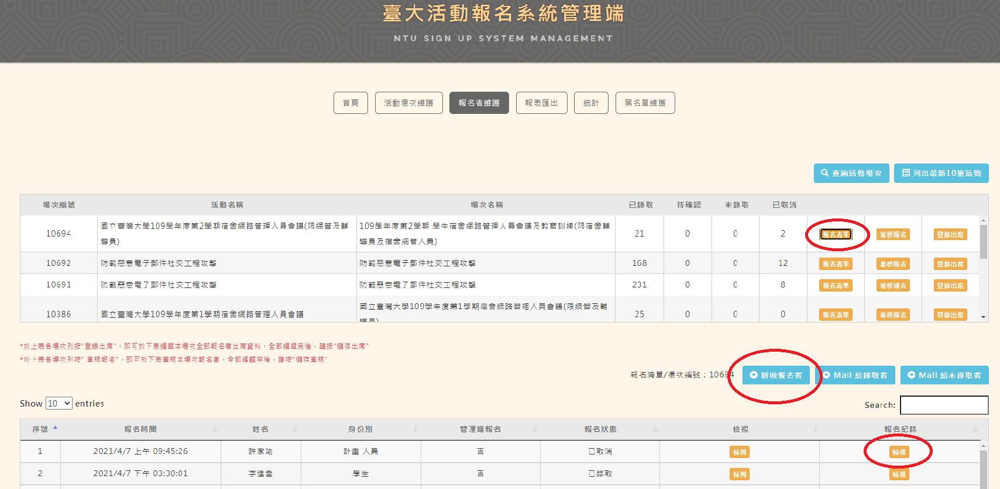 臺大活動報名系統管理端
NTU SIGN UP SYSTEM MANAGEMENT
首頁 活動場次維護 報名者維護 報表匯出 統計 黑名單維護
查詢活動場次 列出最新10筆活動
場次編號 活動名稱 場次名稱 已錄取 待確認 未錄取 已取消
10694 國立臺灣大學109學年度第2學期宿舍網路管理人員會議(限網管及輔導員) 109學年度第2學期 學生宿舍網路管理人員會議及教育訓練(限宿舍輔導員及宿舍網管人員) 21 0 0 2 報名清單 審核報名 登錄出席
10692 防範惡意電子郵件社交工程攻擊 防範惡意電子郵件社交工程攻擊 168 0 0 12 報名清單 審核報名 登錄出席
10691 防範惡意電子郵件社交工程攻擊 防範惡意電子郵件社交工程攻擊 231 0 0 8 報名清單 審核報名 登錄出席
10386 國立臺灣大學109學年度第1學期宿舍網路管理人員會議 國立臺灣大學109學年度第1學期宿舍網路管理人員會議(限網管及輔導員) 25 0 0 0 報名清單 審核報名 登錄出席
*於上表各場次列按"登錄出席"，即可於下表編輯本場次全部報名者出席資料，全部編輯完後，請按"儲存出席"
*於上表各場次列按" 審核報名"，即可於下表審核本場次報名者，全部編輯完後，請按"儲存審核"
報名清單/場次編號：10694 新增報名者 Mail 給錄取者 Mail 給未錄取者
Show 10 entries Search:
序號 報名時間 姓名 身份別 管理端報名 報名狀態 檢視 報名紀錄
1 2021/4/7 上午 09:45:26 許家瑜 計畫 人員 否 已取消 檢視 檢視
2 2021/4/7 下午 03:30:01 李達韋 學生 否 已錄取 檢視 檢視